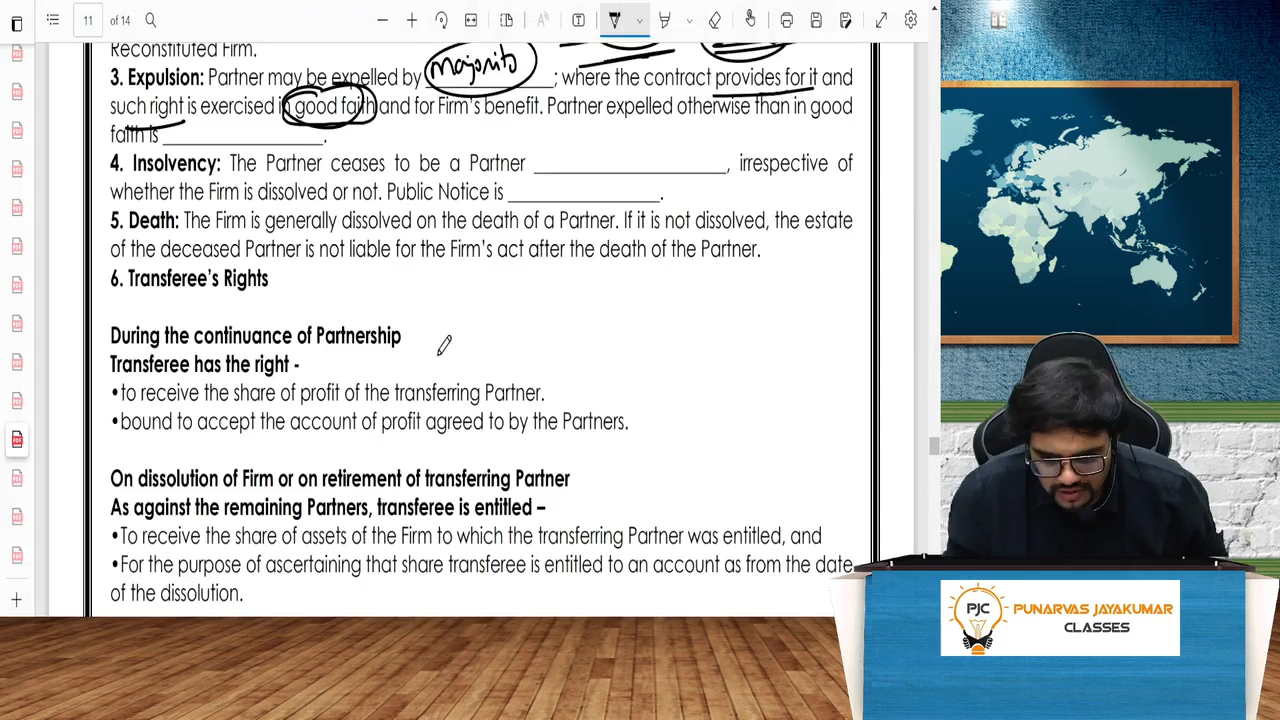 11 of 14
Reconstituted Firm.
3. Expulsion: Partner may be expelled by majority; where the contract provides for it and
such right is exercised in good faith and for Firm's benefit. Partner expelled otherwise than in good
faith is ____________________.
4. Insolvency: The Partner ceases to be a Partner ____________________, irrespective of
whether the Firm is dissolved or not. Public Notice is ____________________.
5. Death: The Firm is generally dissolved on the death of a Partner. If it is not dissolved, the estate
of the deceased Partner is not liable for the Firm's act after the death of the Partner.
6. Transferee's Rights
During the continuance of Partnership
Transferee has the right -
•to receive the share of profit of the transferring Partner.
•bound to accept the account of profit agreed to by the Partners.
On dissolution of Firm or on retirement of transferring Partner
As against the remaining Partners, transferee is entitled –
•To receive the share of assets of the Firm to which the transferring Partner was entitled, and
•For the purpose of ascertaining that share transferee is entitled to an account as from the date
of the dissolution.
PJC
PUNARVAS JAYAKUMAR
CLASSES